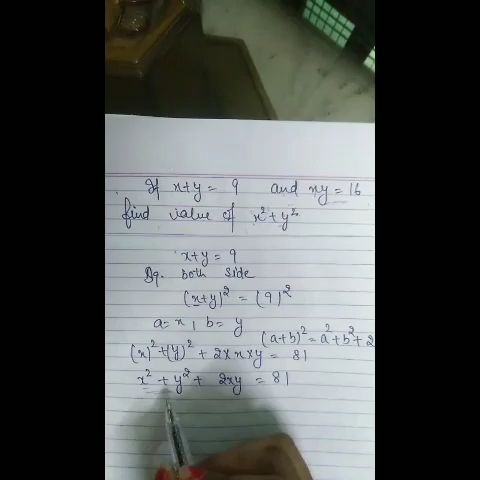 If x+y = 9 and xy = 16
find value of x²+y²
x+y = 9
Sq. both side
(x+y)² = (9)²
a= x, b= y
(a+b)² = a²+b²+2
(x)²+(y)² + 2×x×y = 81
x² + y² + 2xy = 81